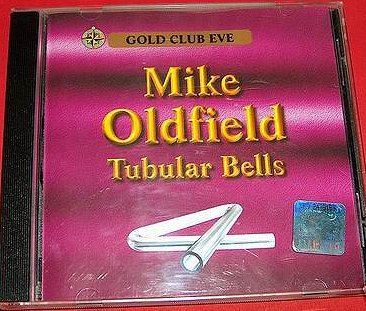 GOLD CLUB EVE
Mike
Oldfield
Tubular Bells